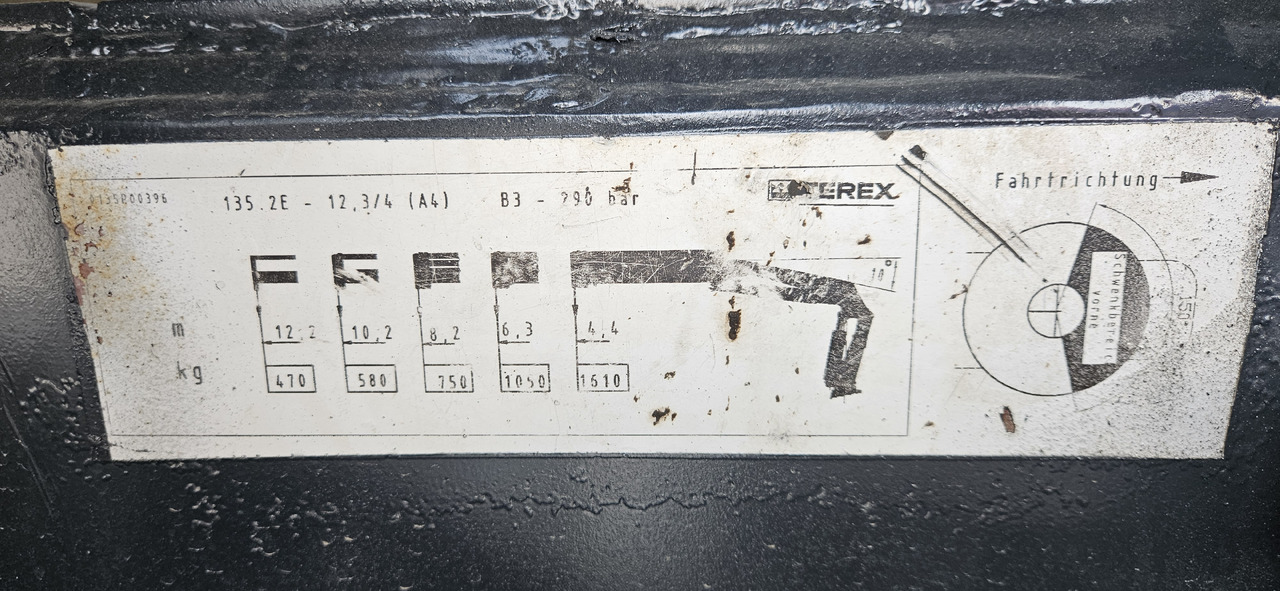 135.2E - 12,3/4 (A4) B3 - 290 bar
TEREX
Fahrtrichtung
10°
Schwenkbereich
vorne
150°
m 12,2 10,2 8,2 6,3 4,4
kg 470 580 750 1050 1610